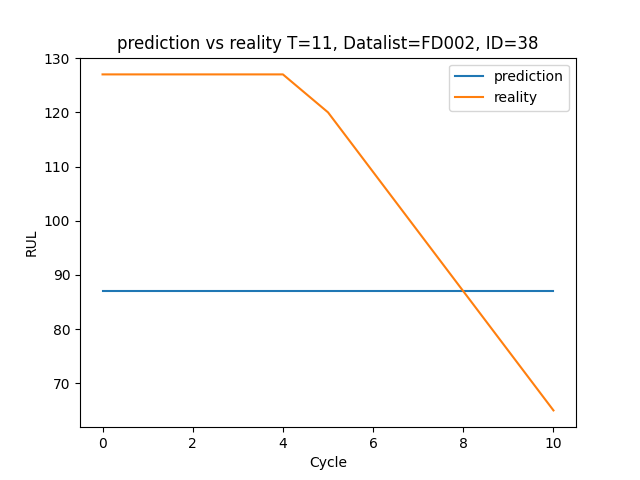 prediction vs reality T=11, Datalist=FD002, ID=38
prediction
reality
RUL
130
120
110
100
90
80
70
0 2 4 6 8 10
Cycle